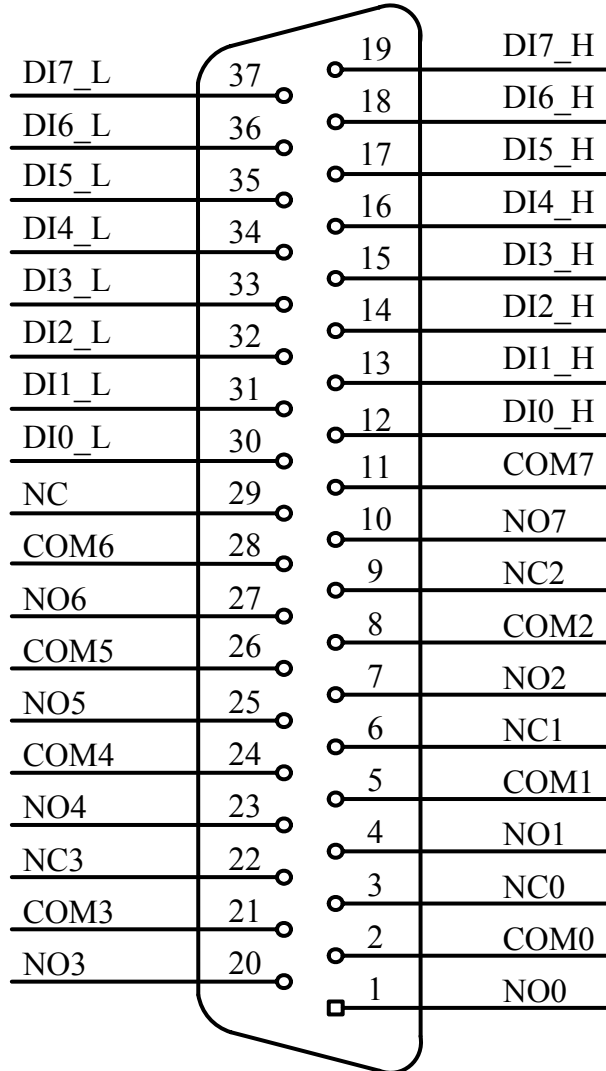 DI7_L 37
DI6_L 36
DI5_L 35
DI4_L 34
DI3_L 33
DI2_L 32
DI1_L 31
DI0_L 30
NC 29
COM6 28
NO6 27
COM5 26
NO5 25
COM4 24
NO4 23
NC3 22
COM3 21
NO3 20
19 DI7_H
18 DI6_H
17 DI5_H
16 DI4_H
15 DI3_H
14 DI2_H
13 DI1_H
12 DI0_H
11 COM7
10 NO7
9 NC2
8 COM2
7 NO2
6 NC1
5 COM1
4 NO1
3 NC0
2 COM0
1 NO0